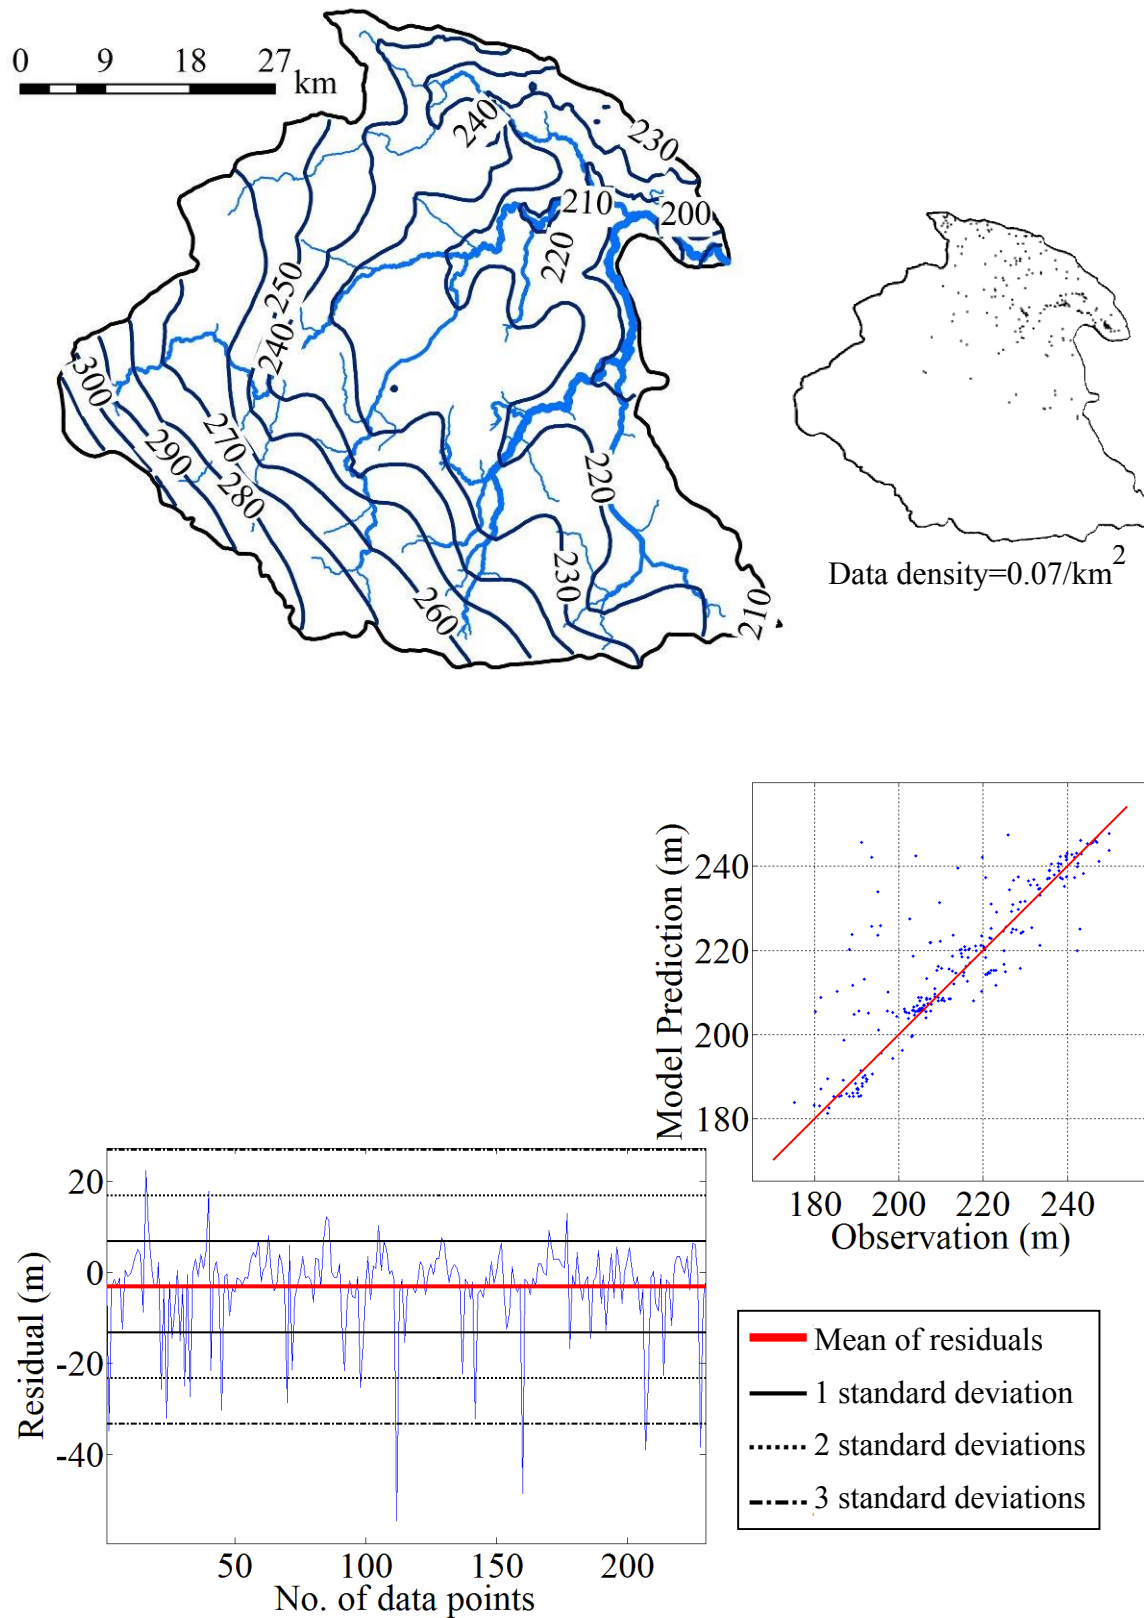 0 9 18 27 km
240
230
210
200
220
250
240
300
290
270
280
220
230
260
210
Data density=0.07/km²
Model Prediction (m)
240
220
200
180
180 200 220 240
Observation (m)
Residual (m)
20
0
-20
-40
50 100 150 200
No. of data points
Mean of residuals
1 standard deviation
2 standard deviations
3 standard deviations